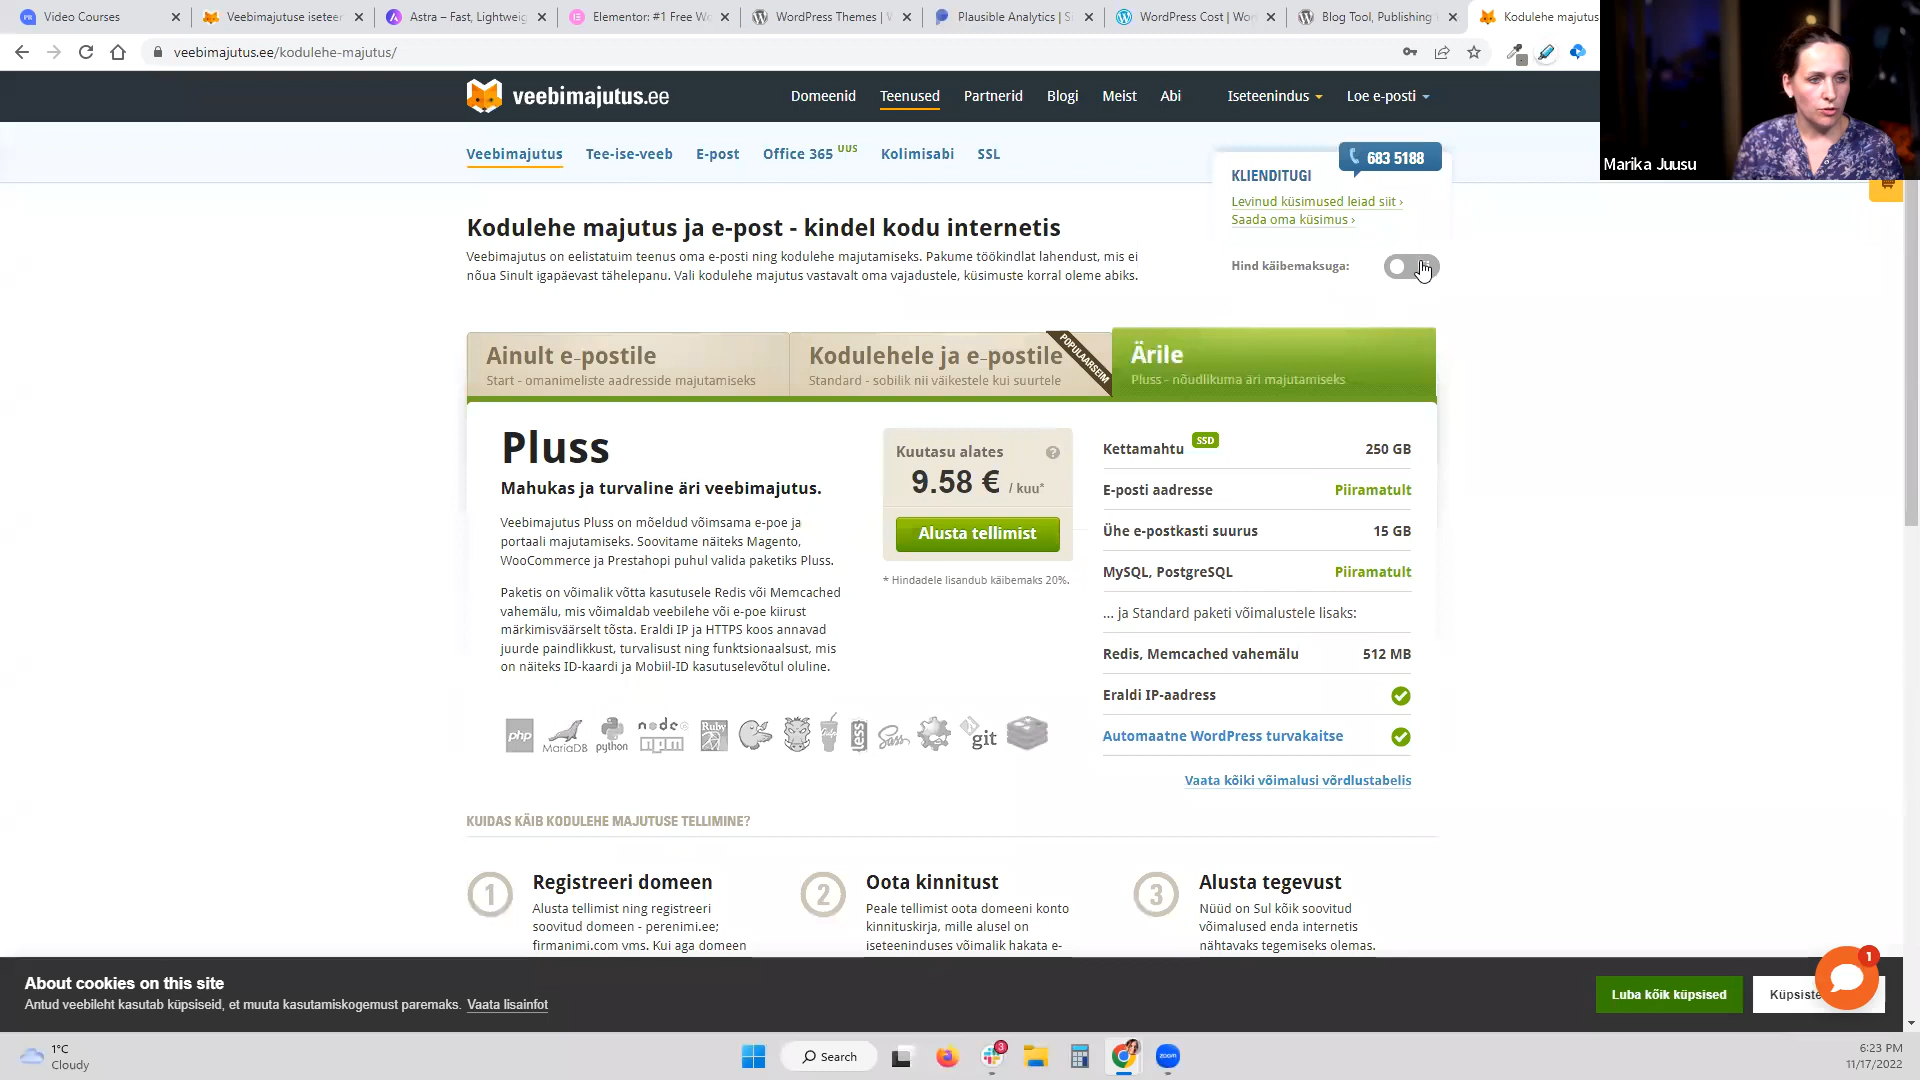 Video Courses
Veebimajutuse iseteen
Astra – Fast, Lightweig
Elementor: #1 Free Wo
WordPress Themes | W
Plausible Analytics | Si
WordPress Cost | Wor
Blog Tool, Publishing
Kodulehe majutus
veebimajutus.ee/kodulehe-majutus/
veebimajutus.ee
Domeenid
Teenused
Partnerid
Blogi
Meist
Abi
Iseteenindus
Loe e-posti
Marika Juusu
Veebimajutus
Tee-ise-veeb
E-post
Office 365 UUS
Kolimisabi
SSL
683 5188
KLIENDITUGI
Levinud küsimused leiad siit ›
Saada oma küsimus ›
Hind käibemaksuga:
Kodulehe majutus ja e-post - kindel kodu internetis
Veebimajutus on eelistatuim teenus oma e-posti ning kodulehe majutamiseks. Pakume töökindlat lahendust, mis ei
nõua Sinult igapäevast tähelepanu. Vali kodulehe majutus vastavalt oma vajadustele, küsimuste korral oleme abiks.
Ainult e-postile
Start - omanimeliste aadresside majutamiseks
Kodulehele ja e-postile
Standard - sobilik nii väikestele kui suurtele
POPULAARSEIM
Ärile
Pluss - nõudlikuma äri majutamiseks
Pluss
Mahukas ja turvaline äri veebimajutus.
Veebimajutus Pluss on mõeldud võimsama e-poe ja
portaali majutamiseks. Soovitame näiteks Magento,
WooCommerce ja Prestahopi puhul valida paketiks Pluss.
Paketis on võimalik võtta kasutusele Redis või Memcached
vahemälu, mis võimaldab veebilehe või e-poe kiirust
märkimisväärselt tõsta. Eraldi IP ja HTTPS koos annavad
juurde paindlikkust, turvalisust ning funktsionaalsust, mis
on näiteks ID-kaardi ja Mobiil-ID kasutuselevõtul oluline.
Kuutasu alates ?
9.58 € / kuu*
Alusta tellimist
* Hindadele lisandub käibemaks 20%.
Kettamahtu SSD 250 GB
E-posti aadresse Piiramatult
Ühe e-postkasti suurus 15 GB
MySQL, PostgreSQL Piiramatult
... ja Standard paketi võimalustele lisaks:
Redis, Memcached vahemälu 512 MB
Eraldi IP-aadress
Automaatne WordPress turvakaitse
Vaata kõiki võimalusi võrdlustabelis
php
MariaDB
python
node
npm
Ruby
Gulp
less
Sass
git
KUIDAS KÄIB KODULEHE MAJUTUSE TELLIMINE?
1
Registreeri domeen
Alusta tellimist ning registreeri
soovitud domeen - perenimi.ee;
firmanimi.com vms. Kui aga domeen
2
Oota kinnitust
Peale tellimist oota domeeni konto
kinnituskirja, mille alusel on
iseteeninduses võimalik hakata e-
3
Alusta tegevust
Nüüd on Sul kõik soovitud
võimalused enda interneti
nähtavaks tegemiseks olemas.
About cookies on this site
Antud veebileht kasutab küpsiseid, et muuta kasutamiskogemust paremaks. Vaata lisainfot
Luba kõik küpsised
Küpsiste
1
1°C
Cloudy
Search
3
zoom
6:23 PM
11/17/2022